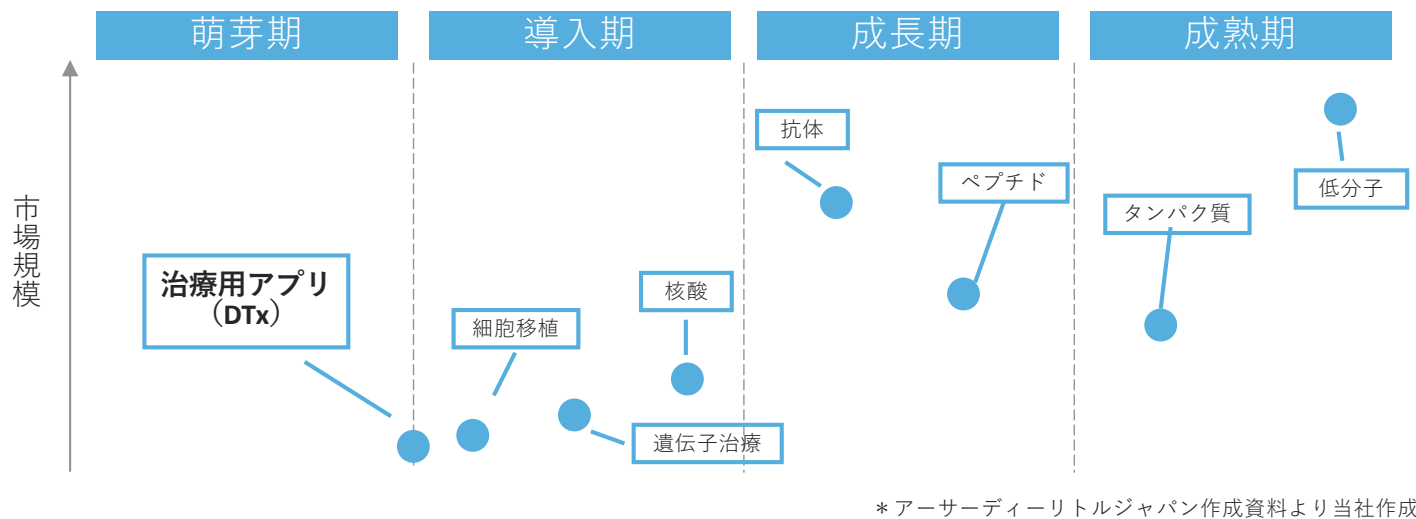 萌芽期
導入期
成長期
成熟期
市場規模
抗体
ペプチド
低分子
タンパク質
治療用アプリ
（DTx）
核酸
細胞移植
遺伝子治療
＊アーサーディーリトルジャパン作成資料より当社作成